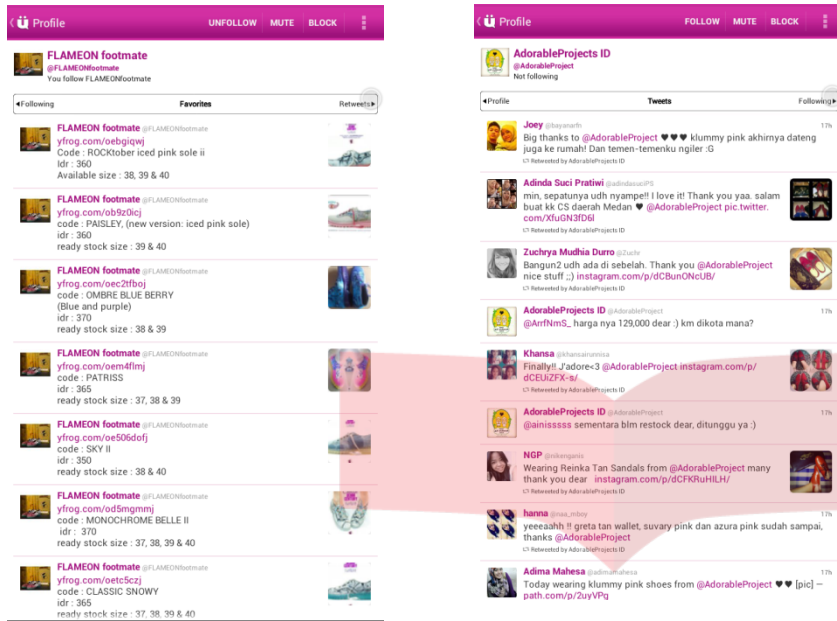 Profile
UNFOLLOW MUTE BLOCK
FLAMEON footmate
@FLAMEONfootmate
You follow FLAMEONfootmate
Following
Favorites
Retweets
FLAMEON footmate @FLAMEONfootmate
yfrog.com/oebgiqwj
Code : ROCKtober iced pink sole ii
Idr : 360
Available size : 38, 39 & 40
FLAMEON footmate @FLAMEONfootmate
yfrog.com/ob9z0icj
code : PAISLEY, (new version: iced pink sole)
idr : 360
ready stock size : 39 & 40
FLAMEON footmate @FLAMEONfootmate
yfrog.com/oec2tfboj
code : OMBRE BLUE BERRY
(Blue and purple)
idr : 370
ready stock size : 38 & 39
FLAMEON footmate @FLAMEONfootmate
yfrog.com/oem4flmj
code : PATRISS
idr : 365
ready stock size : 37, 38 & 39
FLAMEON footmate @FLAMEONfootmate
yfrog.com/oe506dofj
code : SKY II
idr : 350
ready stock size : 38 & 40
FLAMEON footmate @FLAMEONfootmate
yfrog.com/od5mgmmj
code : MONOCHROME BELLE II
idr : 370
ready stock size : 37, 38, 39 & 40
FLAMEON footmate @FLAMEONfootmate
yfrog.com/oetc5czj
code : CLASSIC SNOWY
idr : 365
ready stock size : 37, 38, 39 & 40
Profile
FOLLOW MUTE BLOCK
AdorableProjects ID
@AdorableProject
Not following
Profile
Tweets
Following
Joey @bayanarfn 17h
Big thanks to @AdorableProject ♥♥♥ klummy pink akhirnya dateng
juga ke rumah! Dan temen-temenku ngiler :G
Retweeted by AdorableProjects ID
Adinda Suci Pratiwi @adindasuciPS
min, sepatunya udh nyampe!! I love it! Thank you yaa. salam
buat kk CS daerah Medan ♥ @AdorableProject pic.twitter.
com/XfuGN3fD6l
Retweeted by AdorableProjects ID
Zuchrya Mudhia Durro @Zuchr
Bangun2 udh ada di sebelah. Thank you @AdorableProject
nice stuff ;;) instagram.com/p/dCBunONcUB/
Retweeted by AdorableProjects ID
AdorableProjects ID @AdorableProject 17h
@ArrfNmS_ harga nya 129,000 dear :) km dikota mana?
Khansa @khansairunnisa
Finally!! J'adore<3 @AdorableProject instagram.com/p/
dCEUiZFX-s/
Retweeted by AdorableProjects ID
AdorableProjects ID @AdorableProject 17h
@ainisssss sementara blm restock dear, ditunggu ya :)
NGP @nikenganis
Wearing Reinka Tan Sandals from @AdorableProject many
thank you dear instagram.com/p/dCFKRuHILH/
Retweeted by AdorableProjects ID
hanna @naa_mboy 17h
yeeeaahh !! greta tan wallet, suvary pink dan azura pink sudah sampai,
thanks @AdorableProject
Retweeted by AdorableProjects ID
Adima Mahesa @adimamahesa 17h
Today wearing klummy pink shoes from @AdorableProject ♥♥ [pic] —
path.com/p/2uyVPq